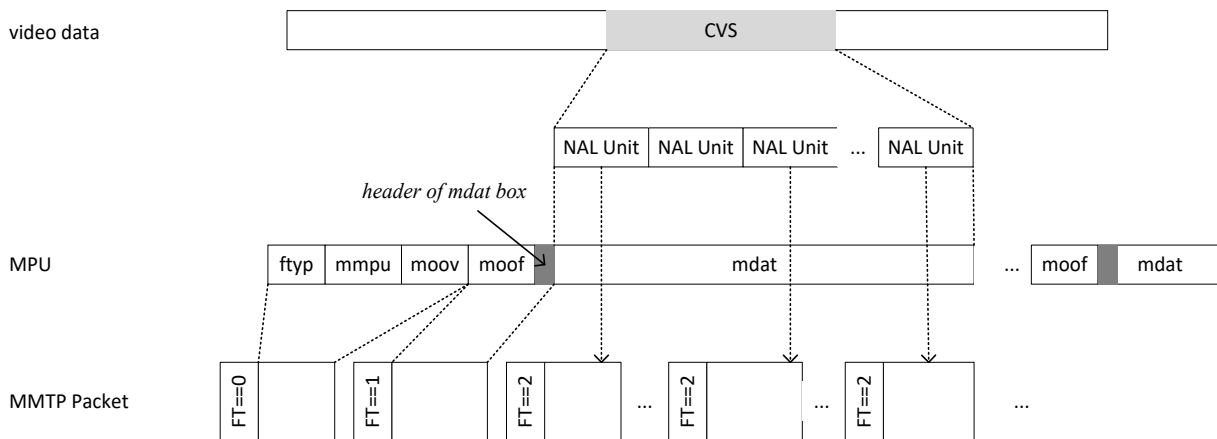 video data
CVS
NAL Unit NAL Unit NAL Unit ... NAL Unit
header of mdat box
MPU
ftyp mmpu moov moof mdat ... moof mdat
MMTP Packet
FT==0 FT==1 FT==2 ... FT==2 ... FT==2 ...